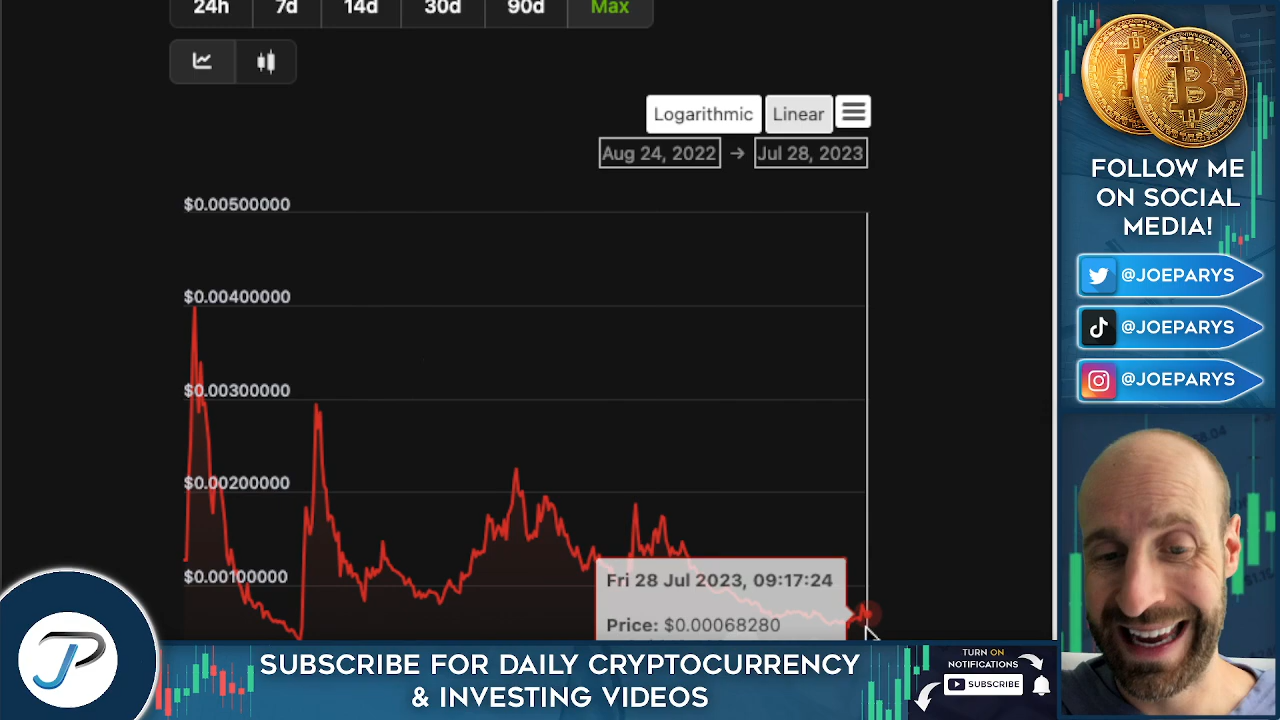 24h 7d 14d 30d 90d Max
Logarithmic Linear
Aug 24, 2022 → Jul 28, 2023
$0.00500000
$0.00400000
$0.00300000
$0.00200000
$0.00100000
Fri 28 Jul 2023, 09:17:24
Price: $0.00068280
FOLLOW ME
ON SOCIAL
MEDIA!
@JOEPARYS
@JOEPARYS
@JOEPARYS
JP
SUBSCRIBE FOR DAILY CRYPTOCURRENCY
& INVESTING VIDEOS
TURN ON
NOTIFICATIONS
SUBSCRIBE